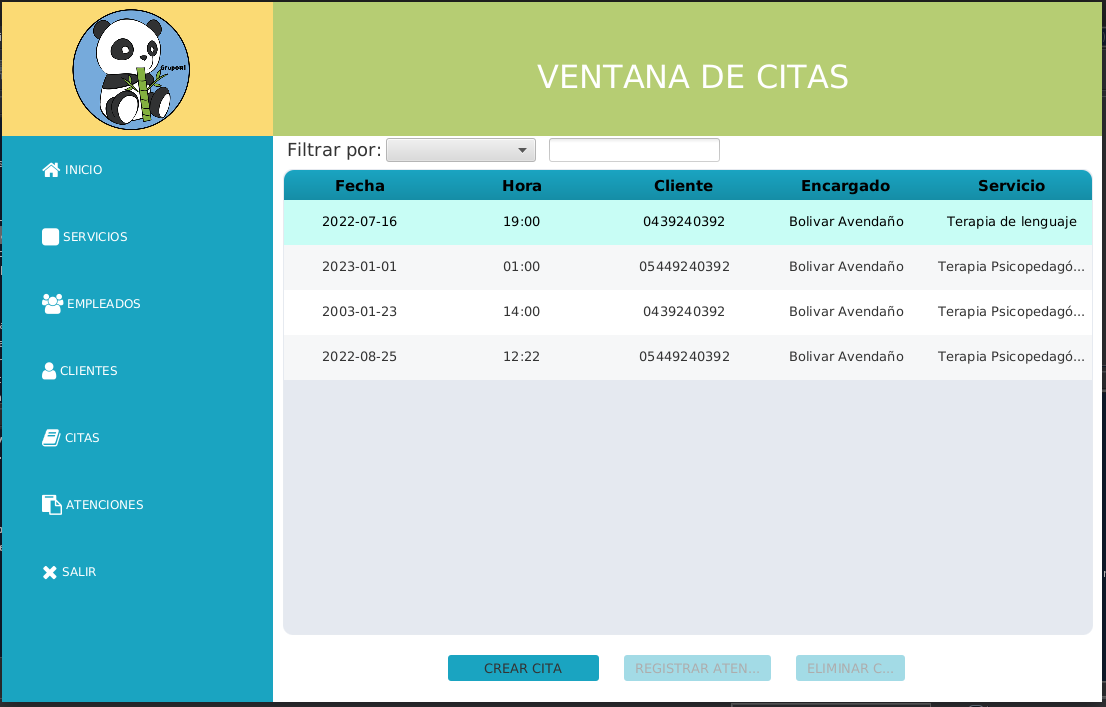 Grupo#1
VENTANA DE CITAS
INICIO
SERVICIOS
EMPLEADOS
CLIENTES
CITAS
ATENCIONES
SALIR
Filtrar por:
Fecha Hora Cliente Encargado Servicio
2022-07-16 19:00 0439240392 Bolivar Avendaño Terapia de lenguaje
2023-01-01 01:00 05449240392 Bolivar Avendaño Terapia Psicopedagó...
2003-01-23 14:00 0439240392 Bolivar Avendaño Terapia Psicopedagó...
2022-08-25 12:22 05449240392 Bolivar Avendaño Terapia Psicopedagó...
CREAR CITA REGISTRAR ATEN... ELIMINAR C...